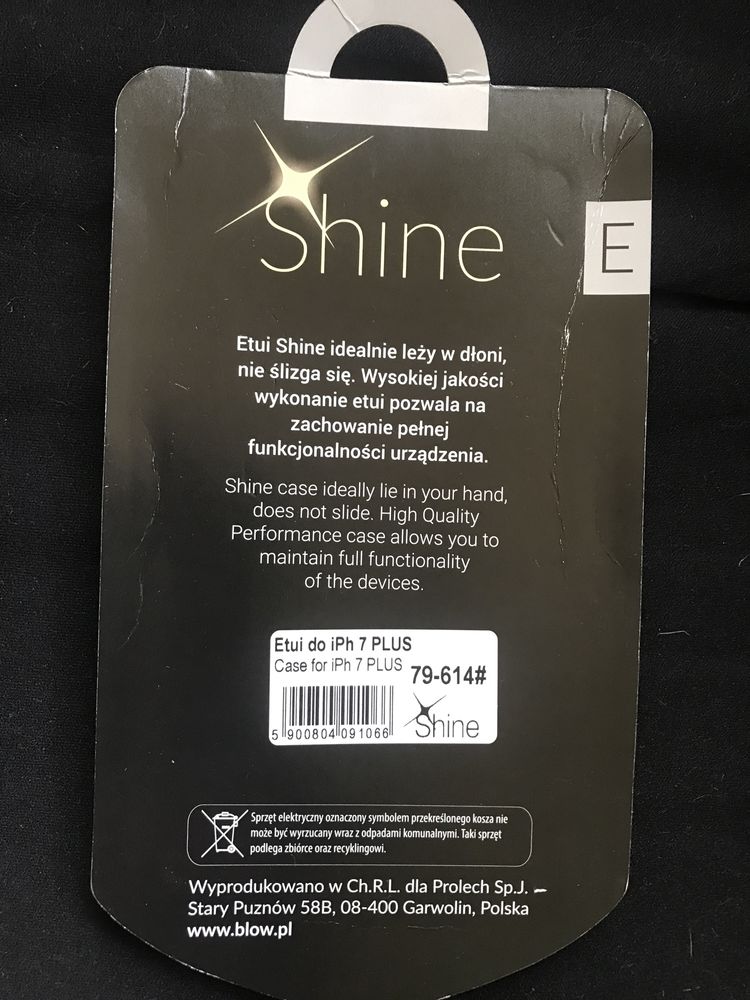 Shine
E
Etui Shine idealnie leży w dłoni,
nie ślizga się. Wysokiej jakości
wykonanie etui pozwala na
zachowanie pełnej
funkcjonalności urządzenia.
Shine case ideally lie in your hand,
does not slide. High Quality
Performance case allows you to
maintain full functionality
of the devices.
Etui do iPh 7 PLUS
Case for iPh 7 PLUS
79-614#
5 900804 091066
Shine
Sprzęt elektryczny oznaczony symbolem przekreślonego kosza nie
może być wyrzucany wraz z odpadami komunalnymi. Taki sprzęt
podlega zbiórce oraz recyklingowi.
Wyprodukowano w Ch.R.L. dla Prolech Sp.J. –
Stary Puznów 58B, 08-400 Garwolin, Polska
www.blow.pl